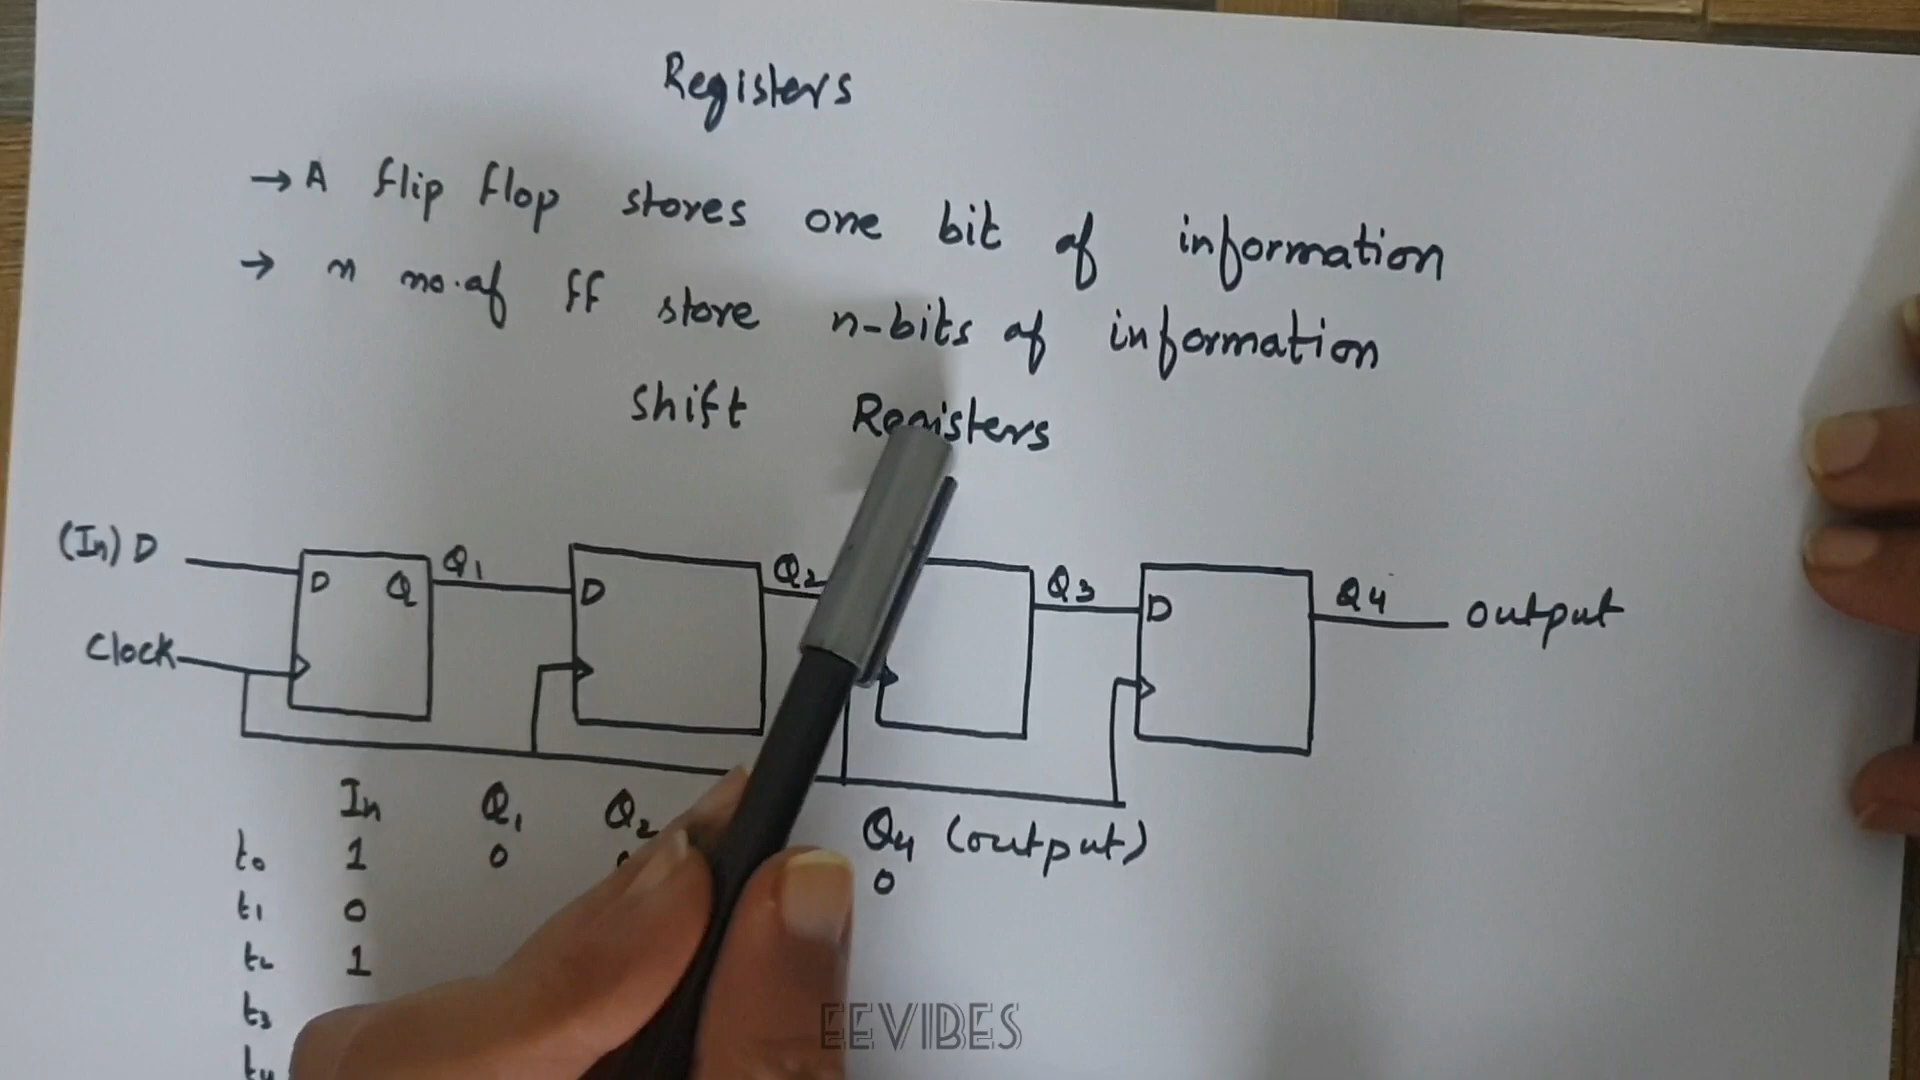 Registers
→ A flip flop stores one bit of information
→ n no. of ff store n-bits of information
Shift Registers
(In) D D Q Q1 D Q2 Q3 D Q4 output
Clock
In Q1 Q2 Q4 (output)
t0 1 0 0
t1 0
t2 1
t3
t4
EEVIBES